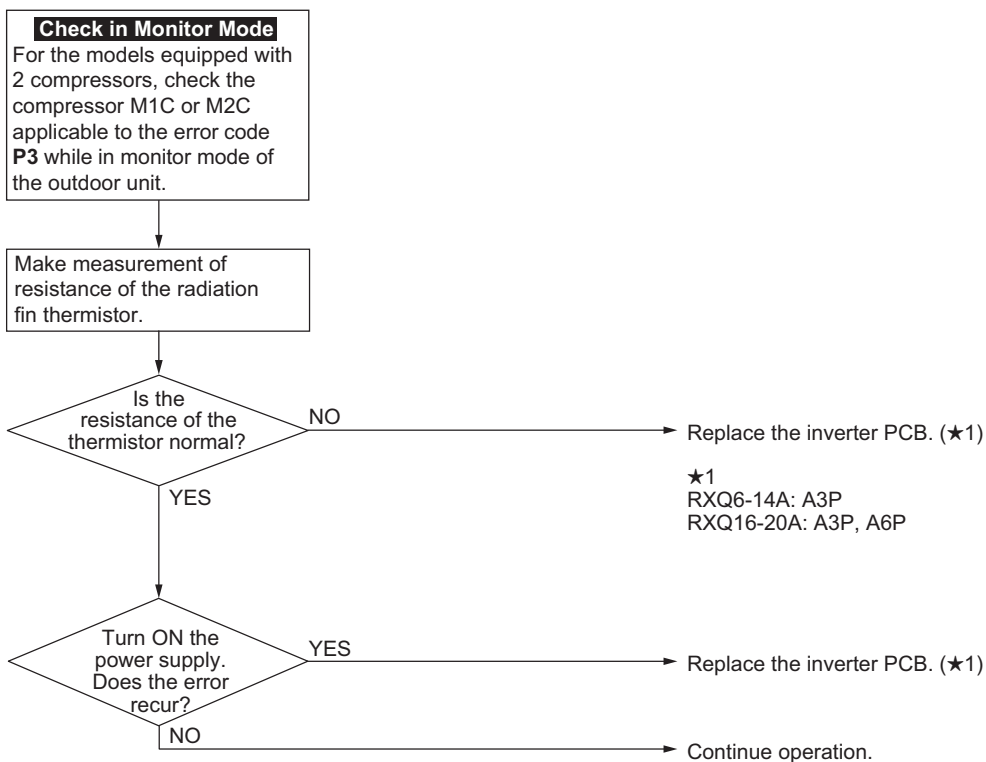 Check in Monitor Mode
For the models equipped with
2 compressors, check the
compressor M1C or M2C
applicable to the error code
P3 while in monitor mode of
the outdoor unit.
Make measurement of
resistance of the radiation
fin thermistor.
Is the
resistance of the
thermistor normal?
NO
Replace the inverter PCB. (★1)
★1
RXQ6-14A: A3P
RXQ16-20A: A3P, A6P
YES
Turn ON the
power supply.
Does the error
recur?
YES
Replace the inverter PCB. (★1)
NO
Continue operation.